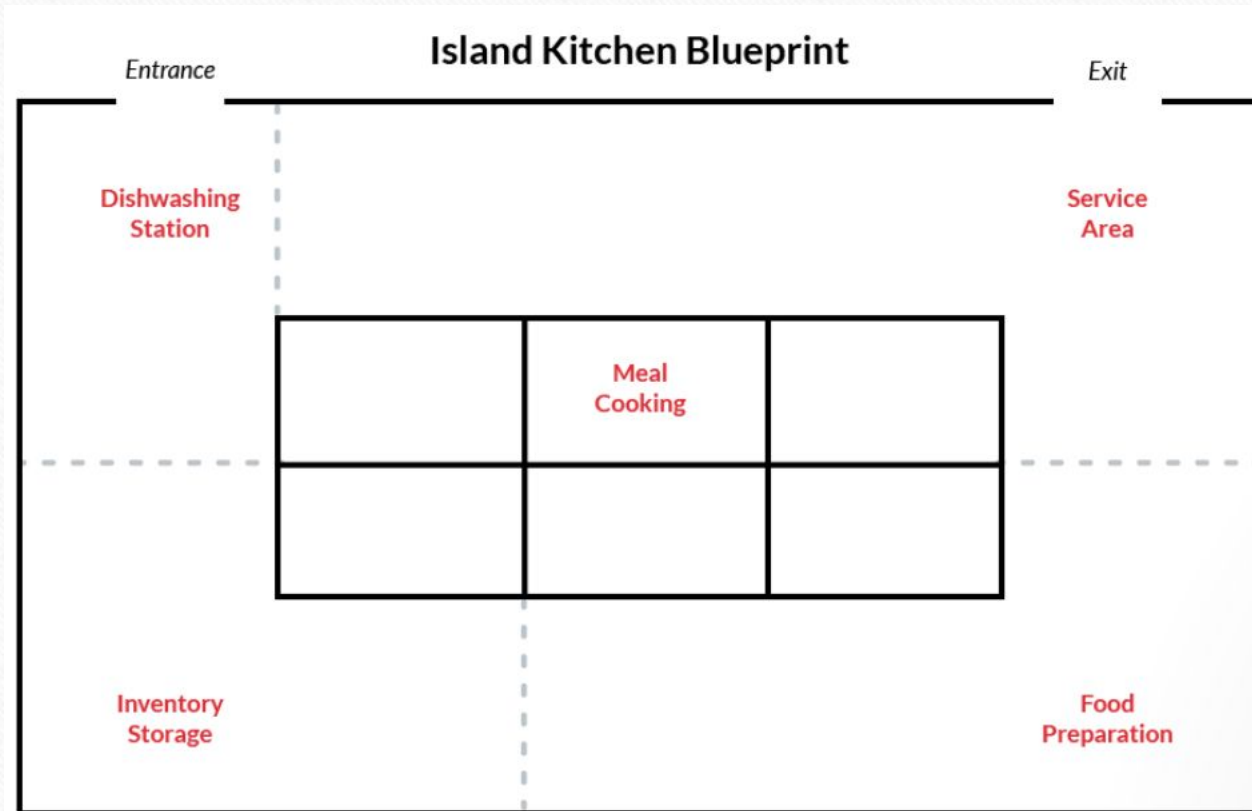 Island Kitchen Blueprint
Entrance
Exit
Dishwashing
Station
Service
Area
Meal
Cooking
Inventory
Storage
Food
Preparation